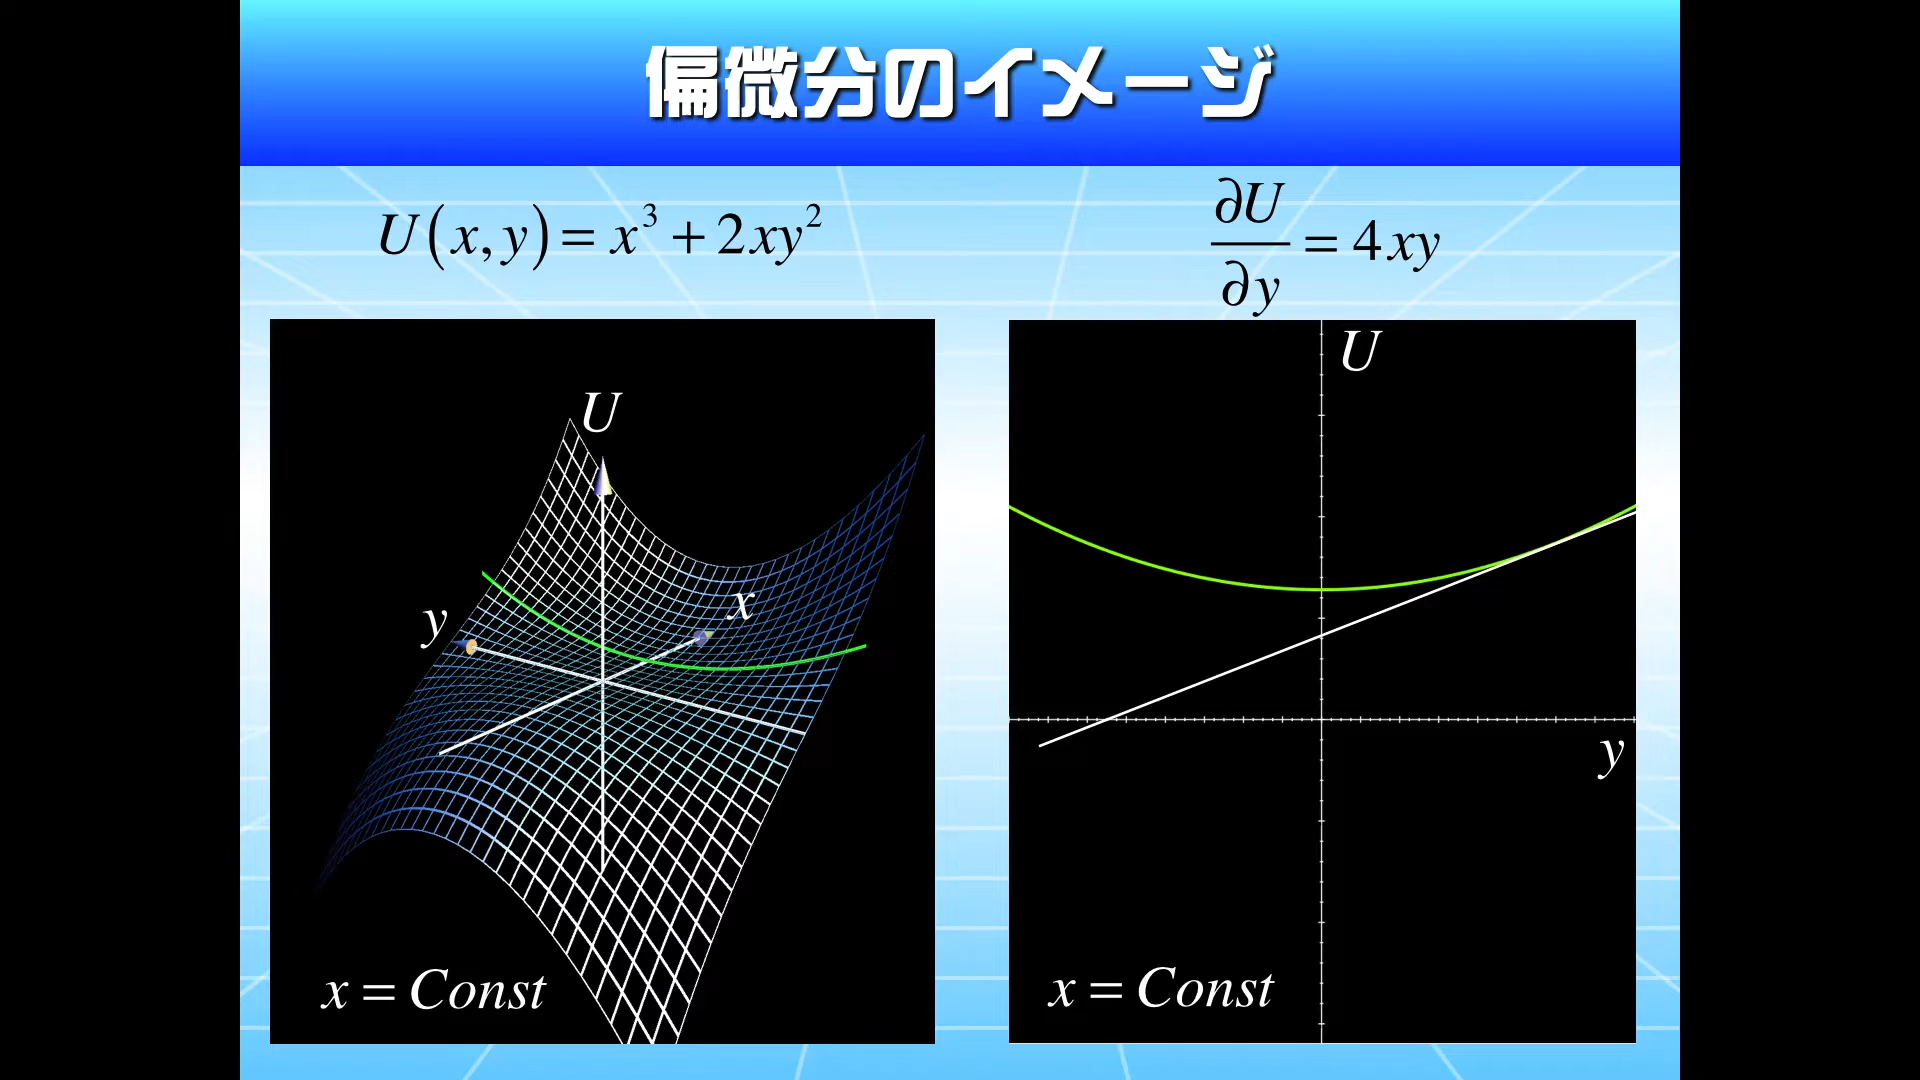 偏微分のイメージ
U(x,y)=x³+2xy²
∂U/∂y=4xy
U
y
x
x=Const
U
y
x=Const